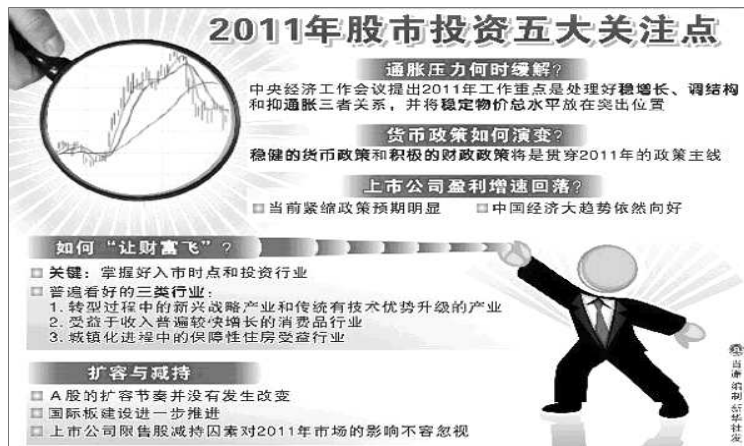 2011年股市投资五大关注点
通胀压力何时缓解?
中央经济工作会议提出2011年工作重点是处理好稳增长、调结构
和抑通胀三者关系，并将稳定物价总水平放在突出位置
货币政策如何演变?
稳健的货币政策和积极的财政政策将是贯穿2011年的政策主线
上市公司盈利增速回落?
当前紧缩政策预期明显
中国经济大趋势依然向好
如何“让财富飞”?
关键：掌握好入市时点和投资行业
普遍看好的三类行业：
1. 转型过程中的新兴战略产业和传统有技术优势升级的产业
2. 受益于收入普遍较快增长的消费品行业
3. 城镇化进程中的保障性住房受益行业
扩容与减持
A股的扩容节奏并没有发生改变
国际板建设进一步推进
上市公司限售股减持因素对2011年市场的影响不容忽视
编制 新华社发